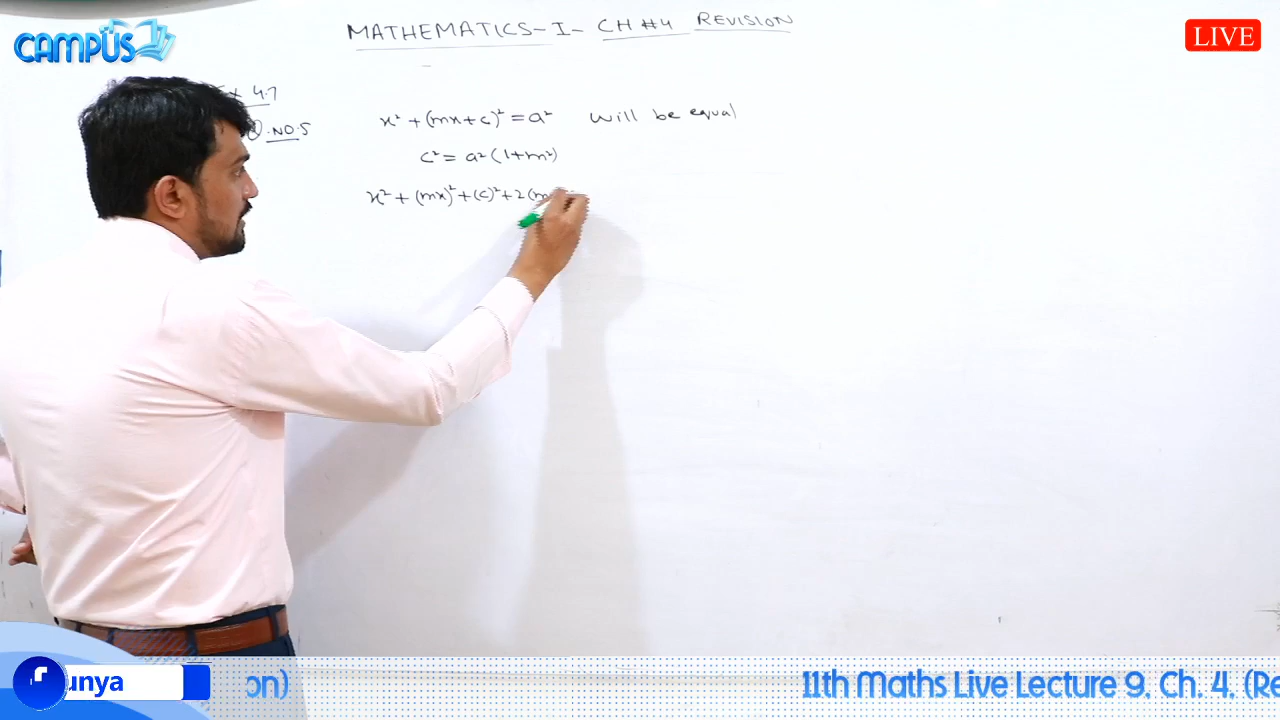 MATHEMATICS-I- CH #4 REVISION
CAMPUS
LIVE
Ex 4.7
Q.NO.5
x² + (mx+c)² = a² will be equal
c² = a²(1+m²)
x² + (mx)² + (c)² + 2(m
unya
on)
11th Maths Live Lecture 9, Ch. 4, (Re